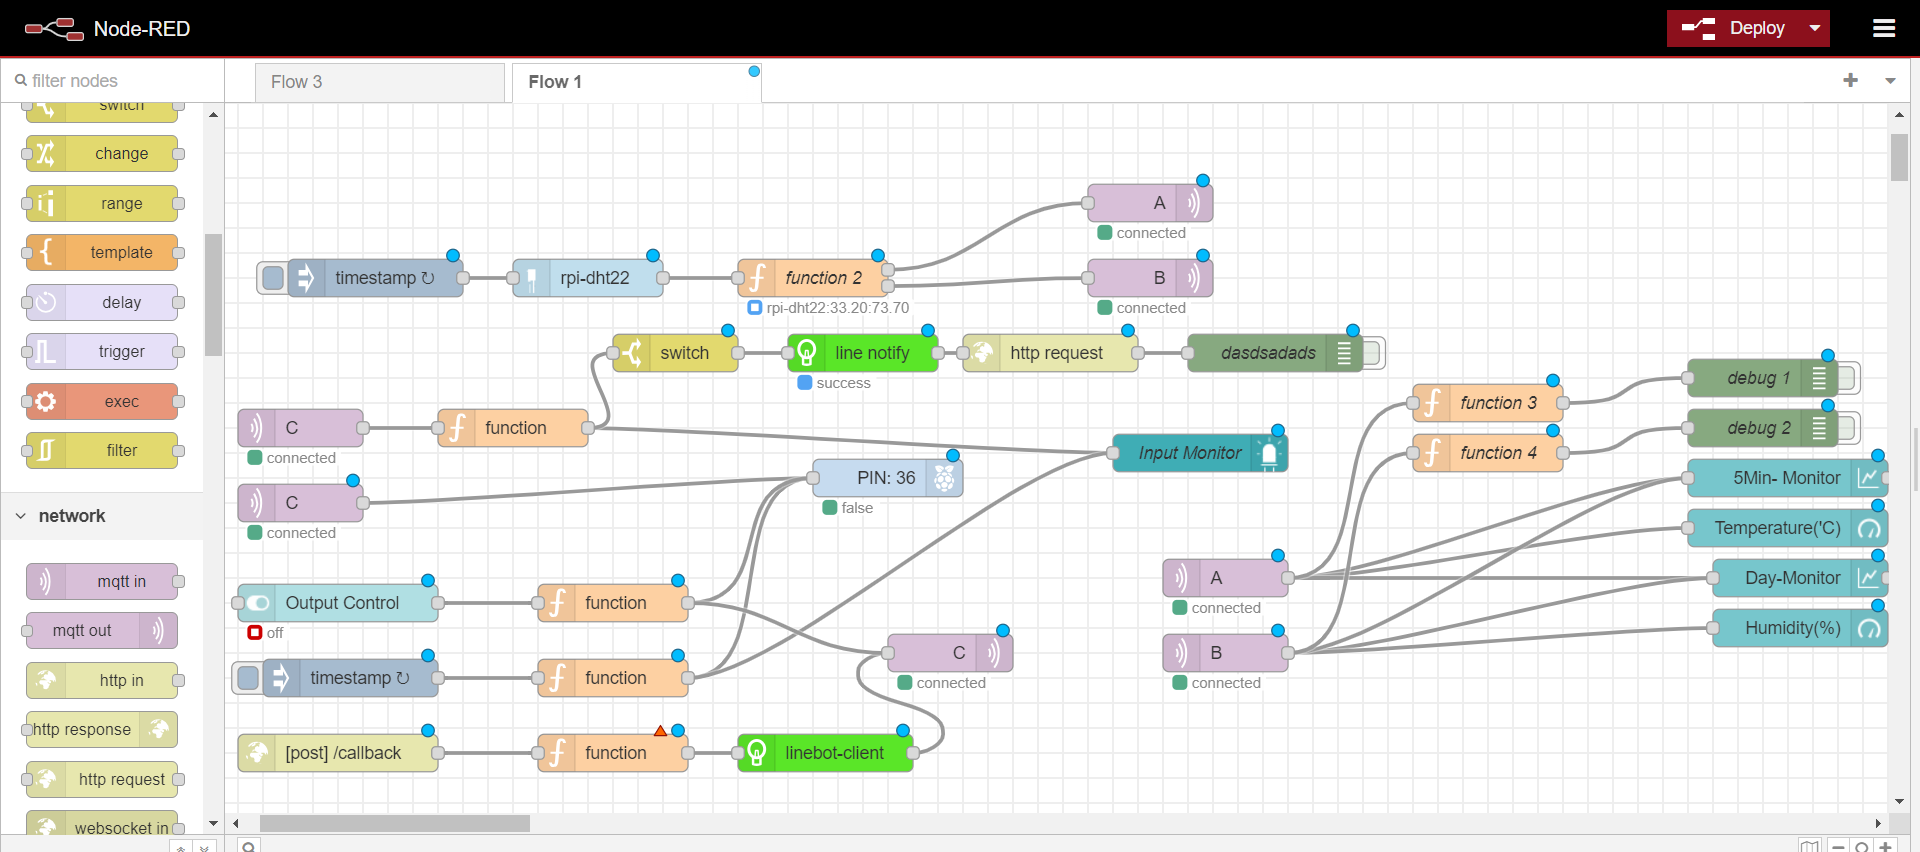 Node-RED
Deploy
filter nodes
Flow 3
Flow 1
switch
change
range
template
delay
trigger
exec
filter
network
mqtt in
mqtt out
http in
http response
http request
websocket in
A
connected
timestamp ↻
rpi-dht22
function 2
rpi-dht22:33.20:73.70
B
connected
switch
line notify
success
http request
dasdsadads
debug 1
function 3
C
connected
function
debug 2
Input Monitor
function 4
C
connected
PIN: 36
false
5Min- Monitor
Temperature('C)
Output Control
off
function
A
connected
Day-Monitor
timestamp ↻
function
C
connected
B
connected
Humidity(%)
[post] /callback
function
linebot-client